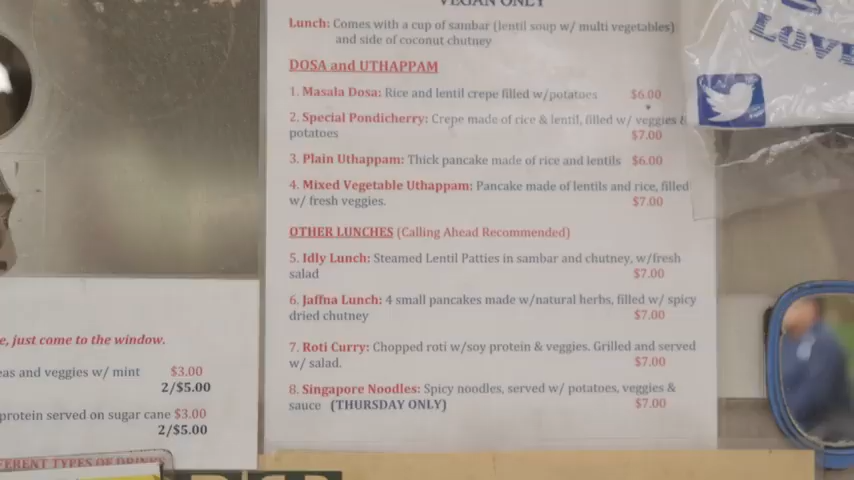 VEGAN ONLY
Lunch: Comes with a cup of sambar (lentil soup w/ multi vegetables)
and side of coconut chutney
DOSA and UTHAPPAM
1. Masala Dosa: Rice and lentil crepe filled w/potatoes $6.00
2. Special Pondicherry: Crepe made of rice & lentil, filled w/ veggies &
potatoes $7.00
3. Plain Uthappam: Thick pancake made of rice and lentils $6.00
4. Mixed Vegetable Uthappam: Pancake made of lentils and rice, filled
w/ fresh veggies. $7.00
OTHER LUNCHES (Calling Ahead Recommended)
5. Idly Lunch: Steamed Lentil Patties in sambar and chutney, w/fresh
salad $7.00
6. Jaffna Lunch: 4 small pancakes made w/natural herbs, filled w/ spicy
dried chutney $7.00
7. Roti Curry: Chopped roti w/soy protein & veggies. Grilled and served
w/ salad. $7.00
8. Singapore Noodles: Spicy noodles, served w/ potatoes, veggies &
sauce (THURSDAY ONLY) $7.00
e, just come to the window.
eas and veggies w/ mint $3.00
2/$5.00
protein served on sugar cane $3.00
2/$5.00
FERENT TYPES OF DRINKS
LOVE